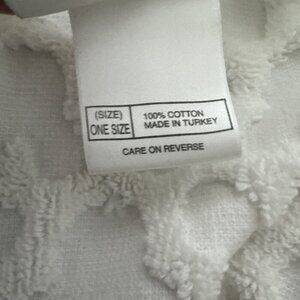 (SIZE)
ONE SIZE
100% COTTON
MADE IN TURKEY
CARE ON REVERSE